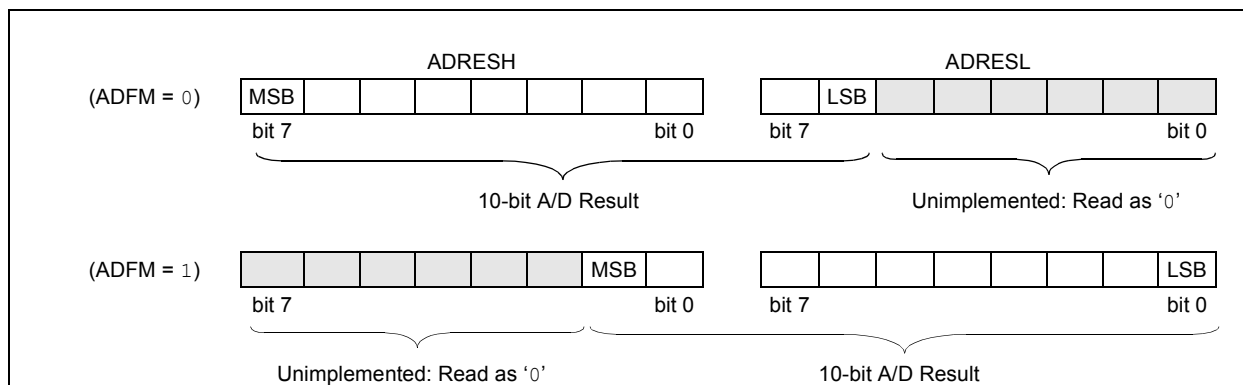 ADRESH ADRESL
(ADFM = 0) MSB LSB
bit 7 bit 0 bit 7 bit 0
10-bit A/D Result Unimplemented: Read as ‘0’
(ADFM = 1) MSB LSB
bit 7 bit 0 bit 7 bit 0
Unimplemented: Read as ‘0’ 10-bit A/D Result